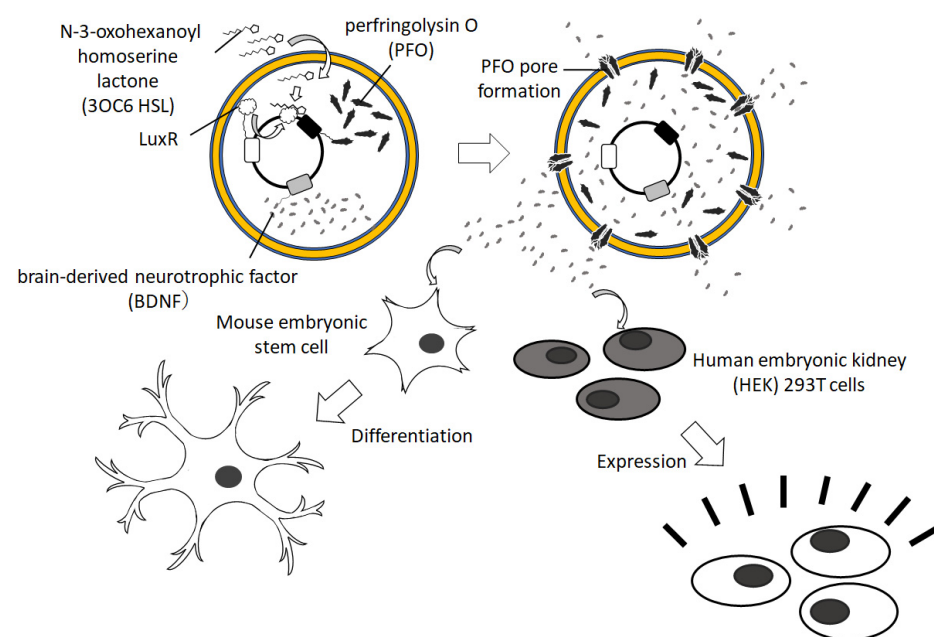 N-3-oxohexanoyl
homoserine
lactone
(3OC6 HSL)
LuxR
perfringolysin O
(PFO)
PFO pore
formation
brain-derived neurotrophic factor
(BDNF）
Mouse embryonic
stem cell
Differentiation
Human embryonic kidney
(HEK) 293T cells
Expression